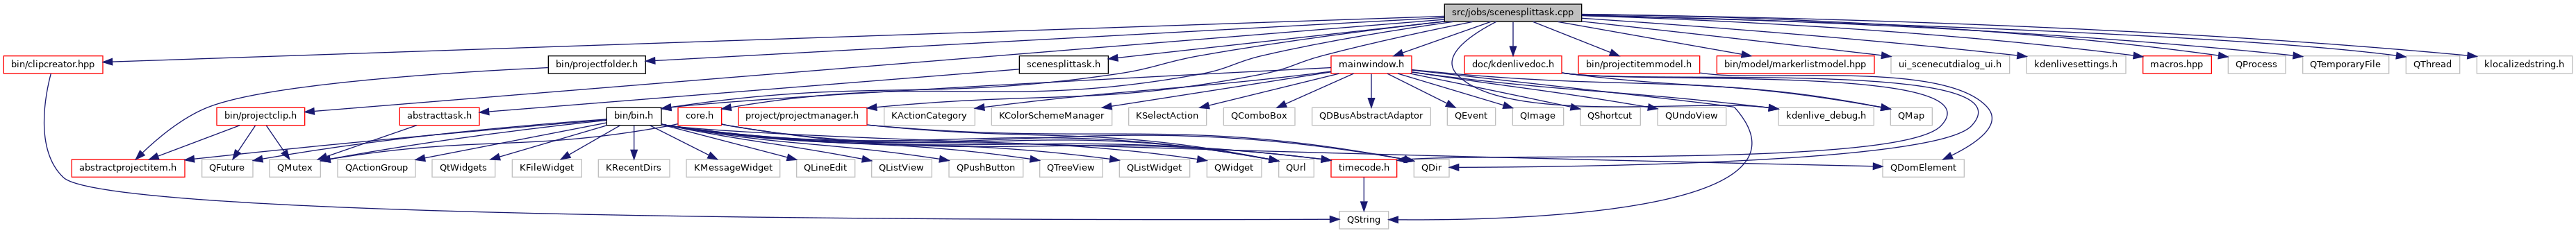 src/jobs/scenesplittask.cpp
bin/clipcreator.hpp
bin/projectfolder.h
scenesplittask.h
mainwindow.h
doc/kdenlivedoc.h
bin/projectitemmodel.h
bin/model/markerlistmodel.hpp
ui_scenecutdialog_ui.h
kdenlivesettings.h
macros.hpp
QProcess
QTemporaryFile
QThread
klocalizedstring.h
bin/projectclip.h
abstracttask.h
bin/bin.h
core.h
project/projectmanager.h
KActionCategory
KColorSchemeManager
KSelectAction
QComboBox
QDBusAbstractAdaptor
QEvent
QImage
QShortcut
QUndoView
kdenlive_debug.h
QMap
abstractprojectitem.h
QFuture
QMutex
QActionGroup
QtWidgets
KFileWidget
KRecentDirs
KMessageWidget
QLineEdit
QListView
QPushButton
QTreeView
QListWidget
QWidget
QUrl
timecode.h
QDir
QDomElement
QString